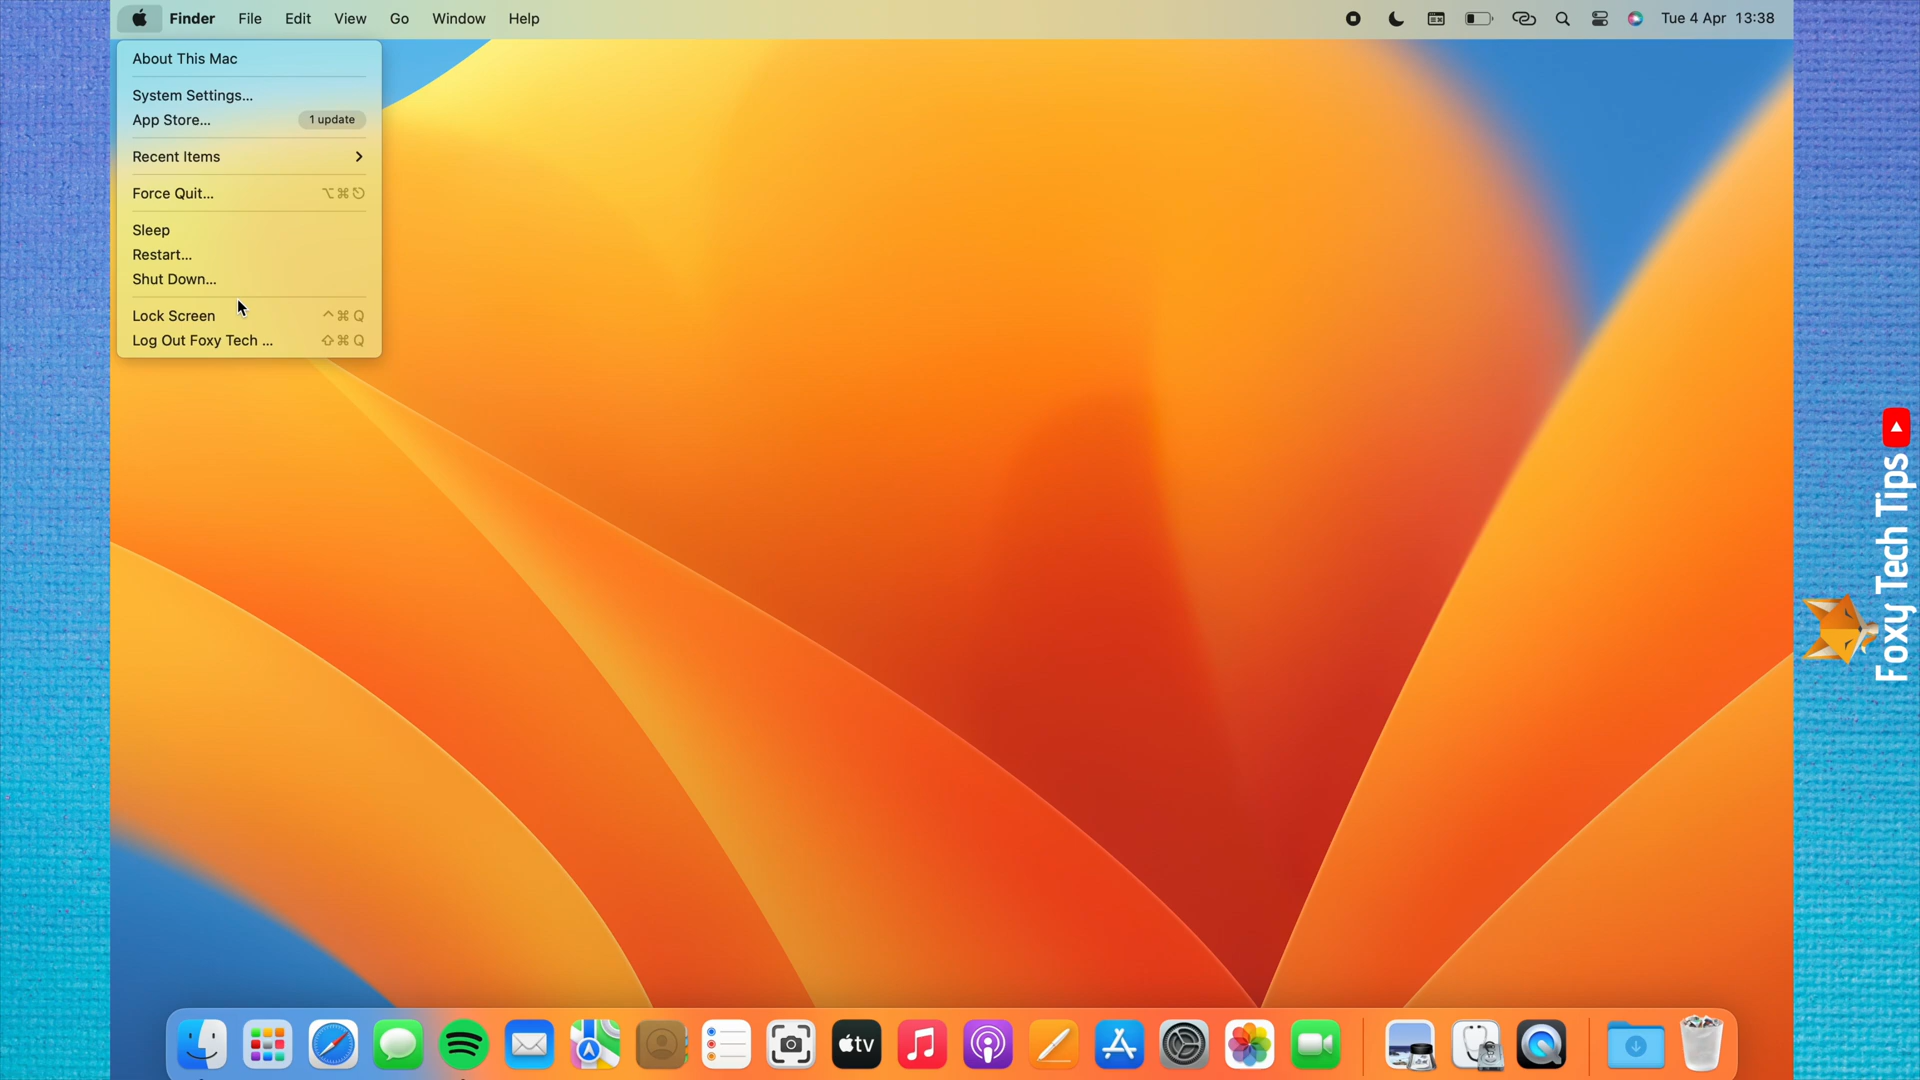 Finder File Edit View Go Window Help Tue 4 Apr 13:38
About This Mac
System Settings...
App Store... 1 update
Recent Items
Force Quit... ⌥⌘⎋
Sleep
Restart...
Shut Down...
Lock Screen ^⌘Q
Log Out Foxy Tech ... ⇧⌘Q
Foxy Tech Tips
tv